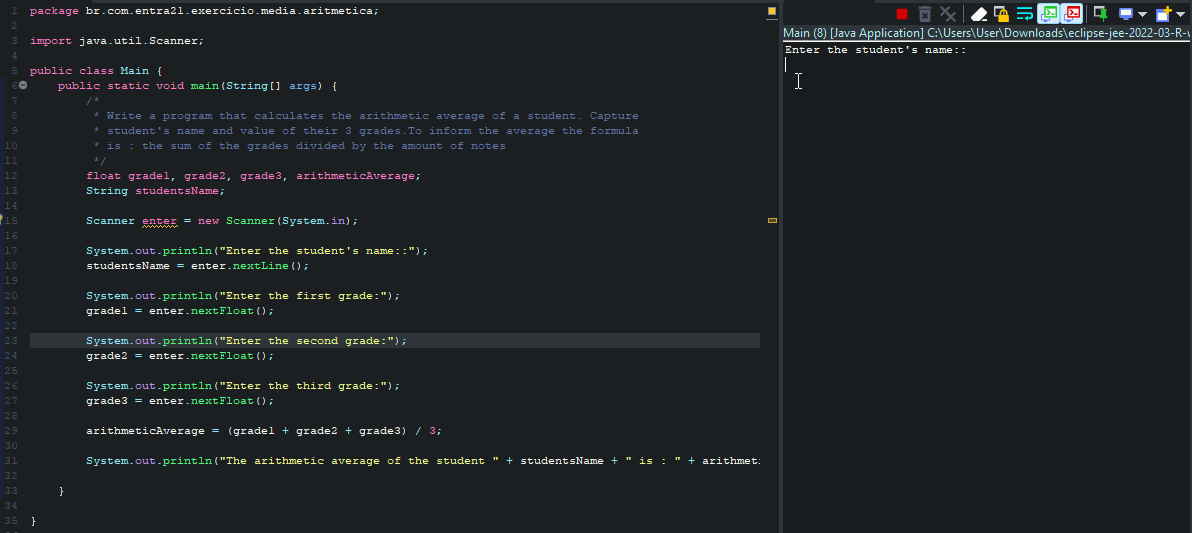 1 package br.com.entra21.exercicio.media.aritmetica;
2
3 import java.util.Scanner;
4
5 public class Main {
6 public static void main(String[] args) {
7 /*
8 * Write a program that calculates the arithmetic average of a student. Capture
9 * student's name and value of their 3 grades.To inform the average the formula
10 * is : the sum of the grades divided by the amount of notes
11 */
12 float grade1, grade2, grade3, arithmeticAverage;
13 String studentsName;
14
15 Scanner enter = new Scanner(System.in);
16
17 System.out.println("Enter the student's name::");
18 studentsName = enter.nextLine();
19
20 System.out.println("Enter the first grade:");
21 grade1 = enter.nextFloat();
22
23 System.out.println("Enter the second grade:");
24 grade2 = enter.nextFloat();
25
26 System.out.println("Enter the third grade:");
27 grade3 = enter.nextFloat();
28
29 arithmeticAverage = (grade1 + grade2 + grade3) / 3;
30
31 System.out.println("The arithmetic average of the student " + studentsName + " is : " + arithmet
32
33 }
34
35 }
Main (8) [Java Application] C:\Users\User\Downloads\eclipse-jee-2022-03-R-w
Enter the student's name::